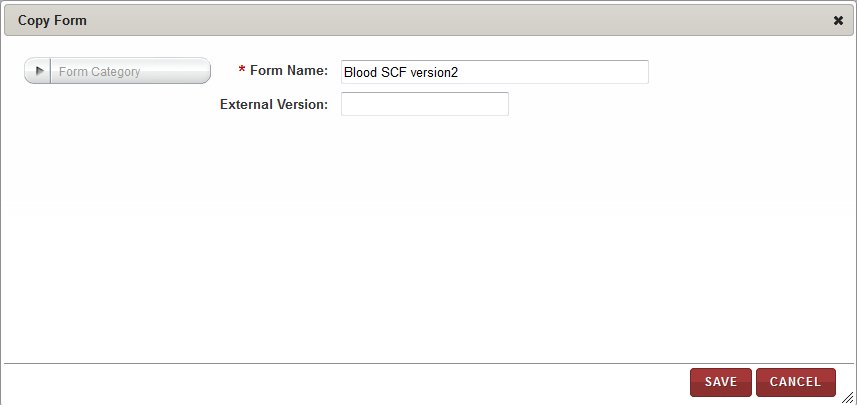 Copy Form
Form Category
* Form Name: Blood SCF version2
External Version:
SAVE CANCEL